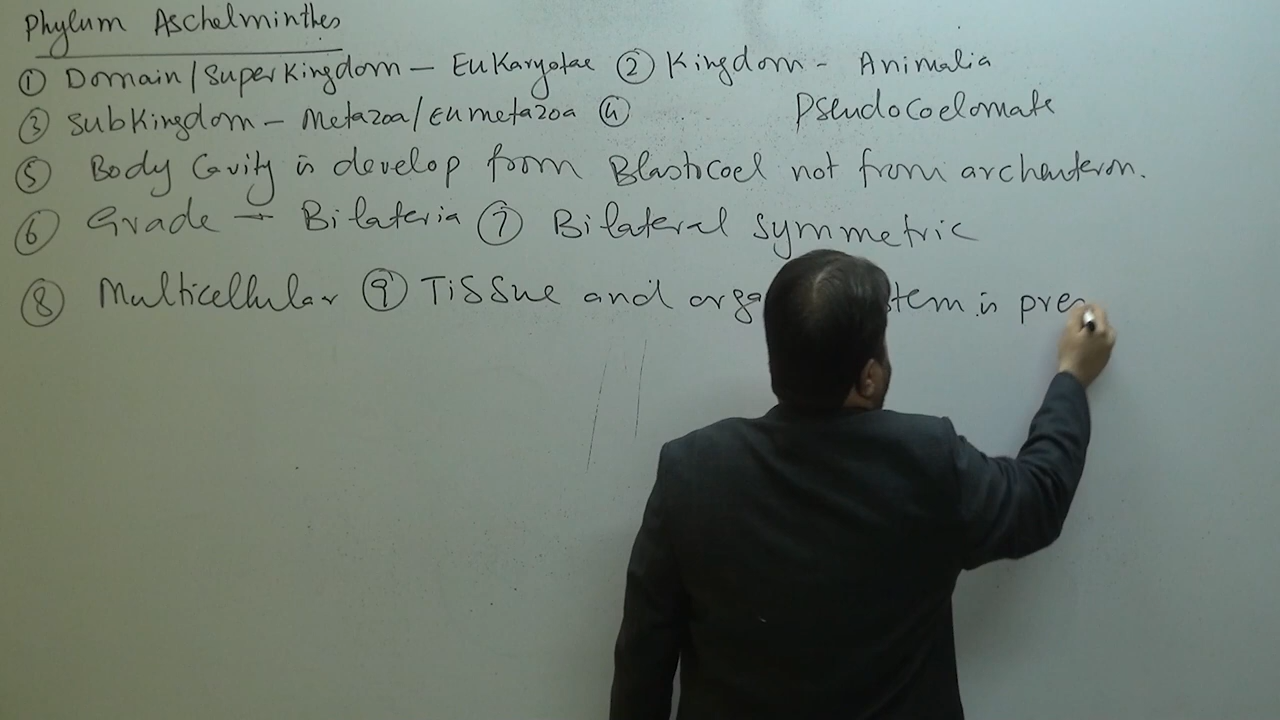 Phylum Aschelminthes
① Domain/Superkingdom – Eukaryotae ② Kingdom - Animalia
③ Subkingdom – Metazoa/Eumetazoa ④ Pseudocoelomate
⑤ Body Cavity is develop from Blastocoel not from archenteron.
⑥ Grade → Bilateria ⑦ Bilateral Symmetric
⑧ Multicellular ⑨ Tissue and orga stem is pre